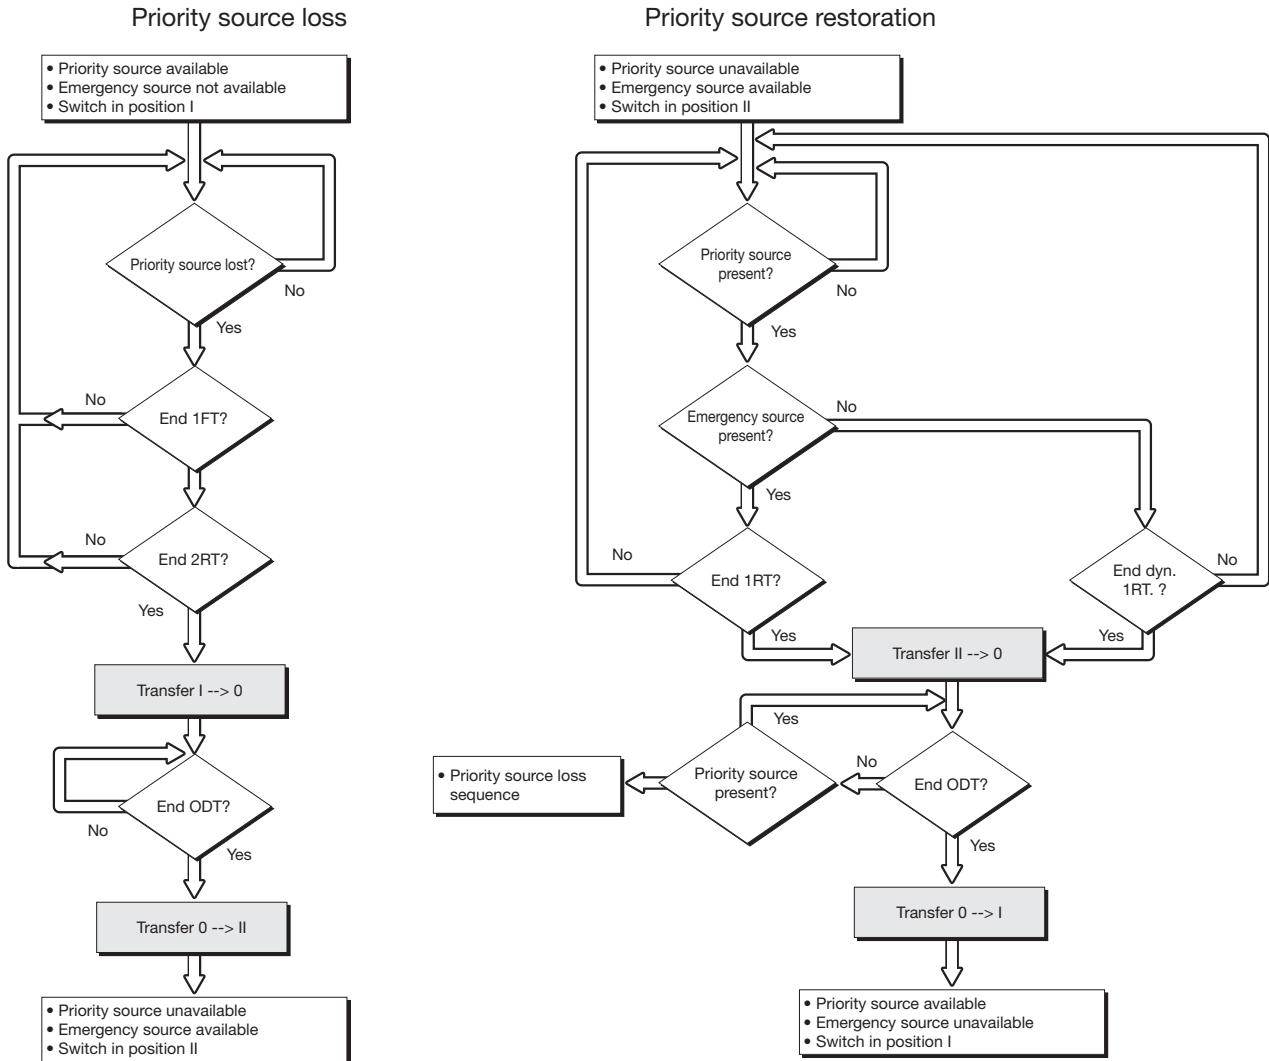 Priority source loss
• Priority source available
• Emergency source not available
• Switch in position I
Priority source lost?
No
Yes
End 1FT?
No
End 2RT?
No
Yes
Transfer I --> 0
End ODT?
No
Yes
Transfer 0 --> II
• Priority source unavailable
• Emergency source available
• Switch in position II
Priority source restoration
• Priority source unavailable
• Emergency source available
• Switch in position II
Priority source
present?
No
Yes
Emergency source
present?
No
Yes
End 1RT?
No
Yes
End dyn.
1RT. ?
No
Yes
Transfer II --> 0
End ODT?
No
Priority source
present?
Yes
• Priority source loss
sequence
Yes
Transfer 0 --> I
• Priority source available
• Emergency source unavailable
• Switch in position I